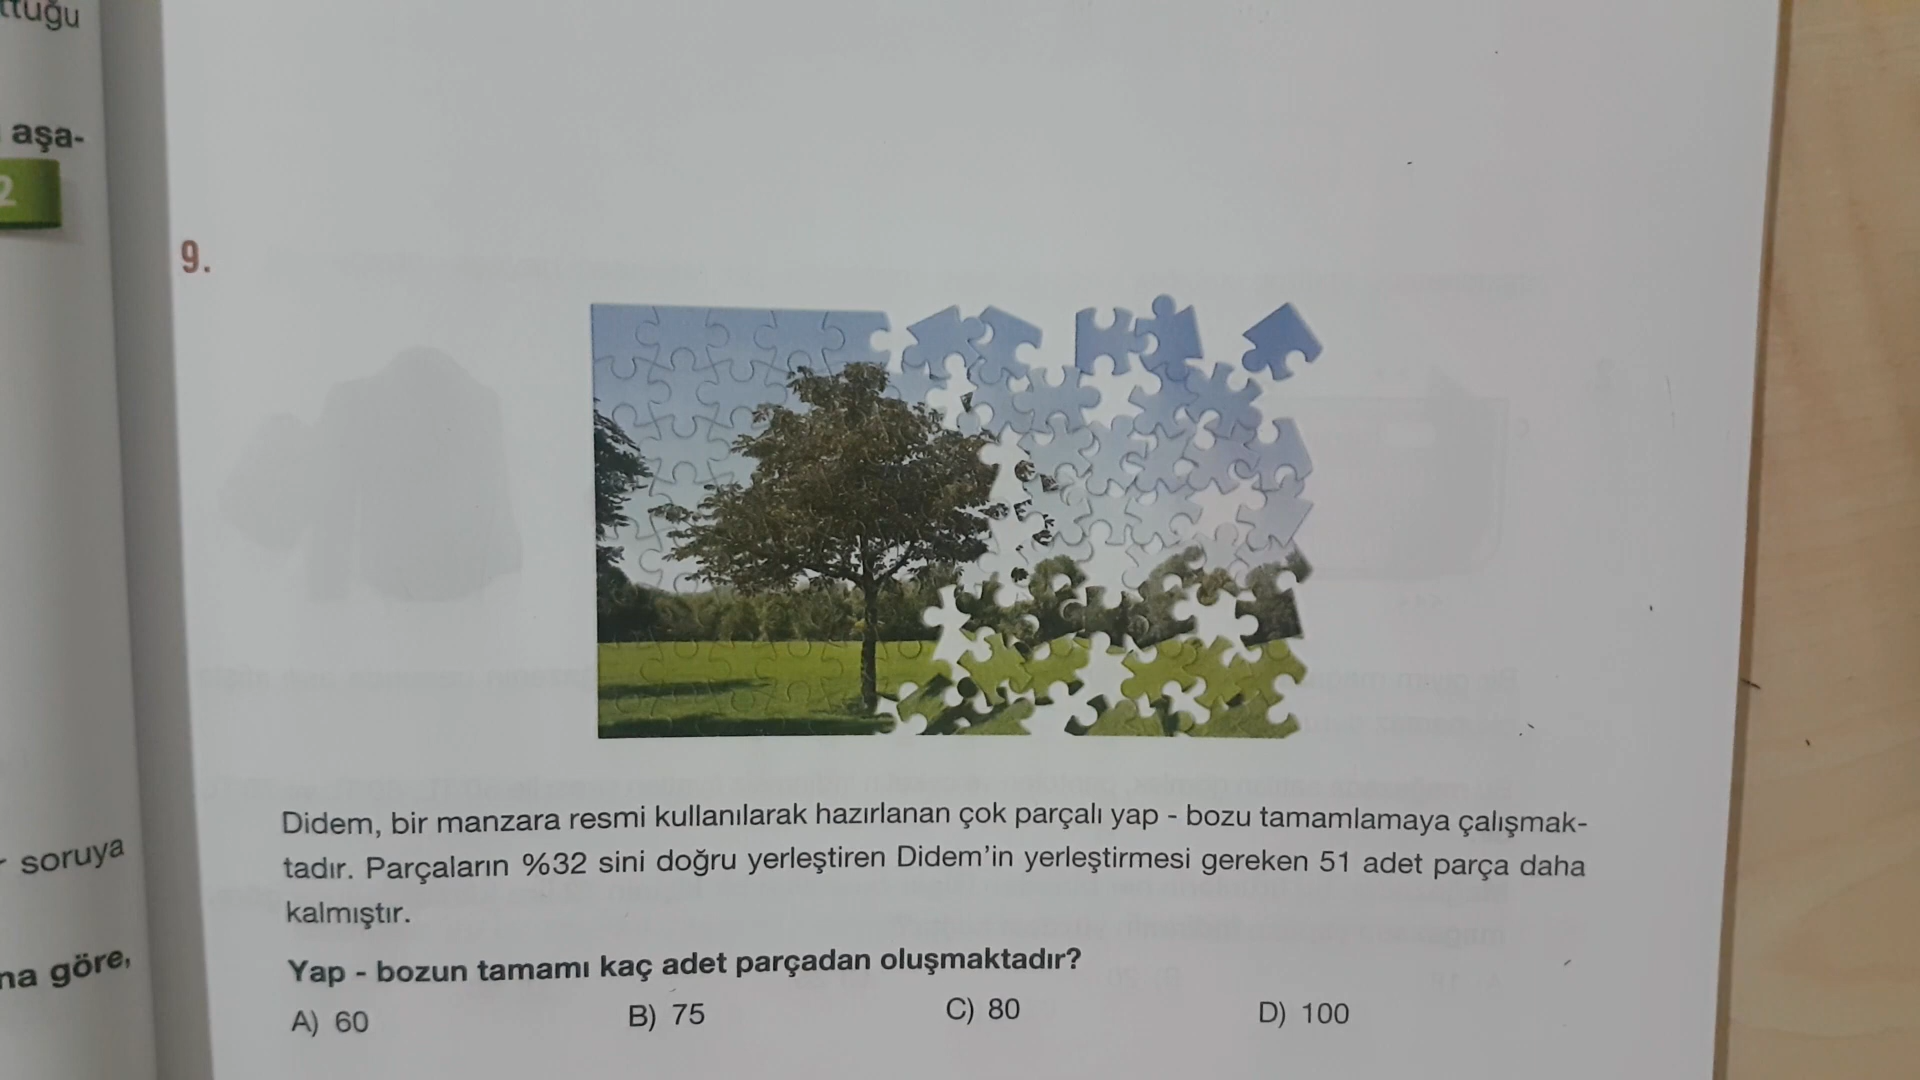 ttuğu
aşa-
2
soruya
na göre,
9.
Didem, bir manzara resmi kullanılarak hazırlanan çok parçalı yap - bozu tamamlamaya çalışmak-
tadır. Parçaların %32 sini doğru yerleştiren Didem'in yerleştirmesi gereken 51 adet parça daha
kalmıştır.
Yap - bozun tamamı kaç adet parçadan oluşmaktadır?
A) 60 B) 75 C) 80 D) 100